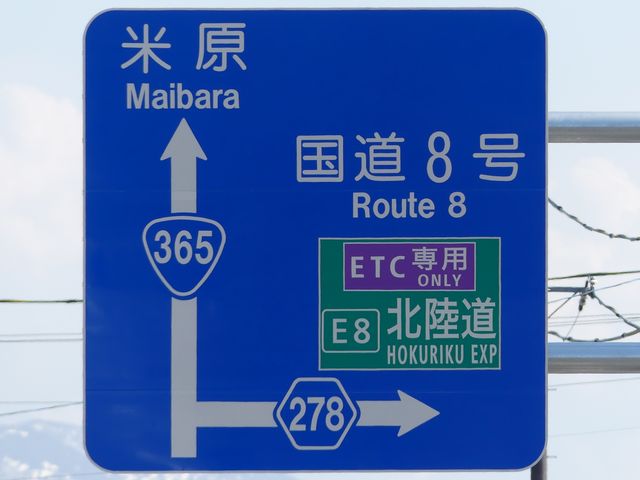 米原
Maibara
国道8号
Route 8
365
ETC専用
ONLY
E8 北陸道
HOKURIKU EXP
278